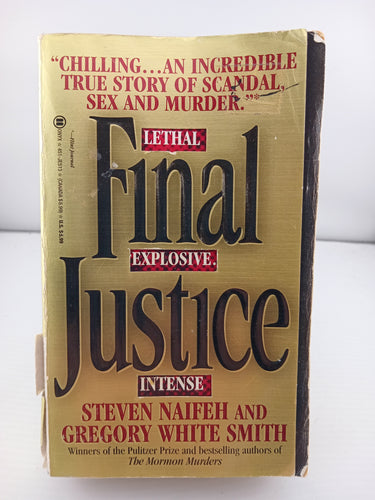 "CHILLING...AN INCREDIBLE
TRUE STORY OF SCANDAL,
SEX AND MURDER."*
LETHAL
Final
EXPLOSIVE.
Justice
INTENSE
STEVEN NAIFEH AND
GREGORY WHITE SMITH
Winners of the Pulitzer Prize and bestselling authors of
The Mormon Murders
ONYX